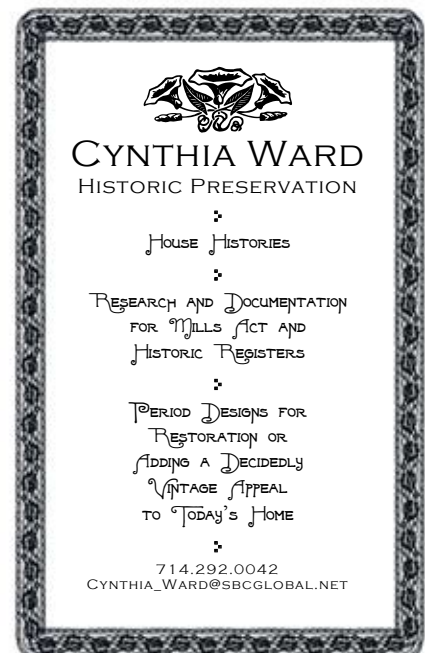 Cynthia Ward
Historic Preservation
House Histories
Research and Documentation
for Mills Act and
Historic Registers
Period Designs for
Restoration or
Adding a Decidedly
Vintage Appeal
to Today's Home
714.292.0042
Cynthia_Ward@sbcglobal.net